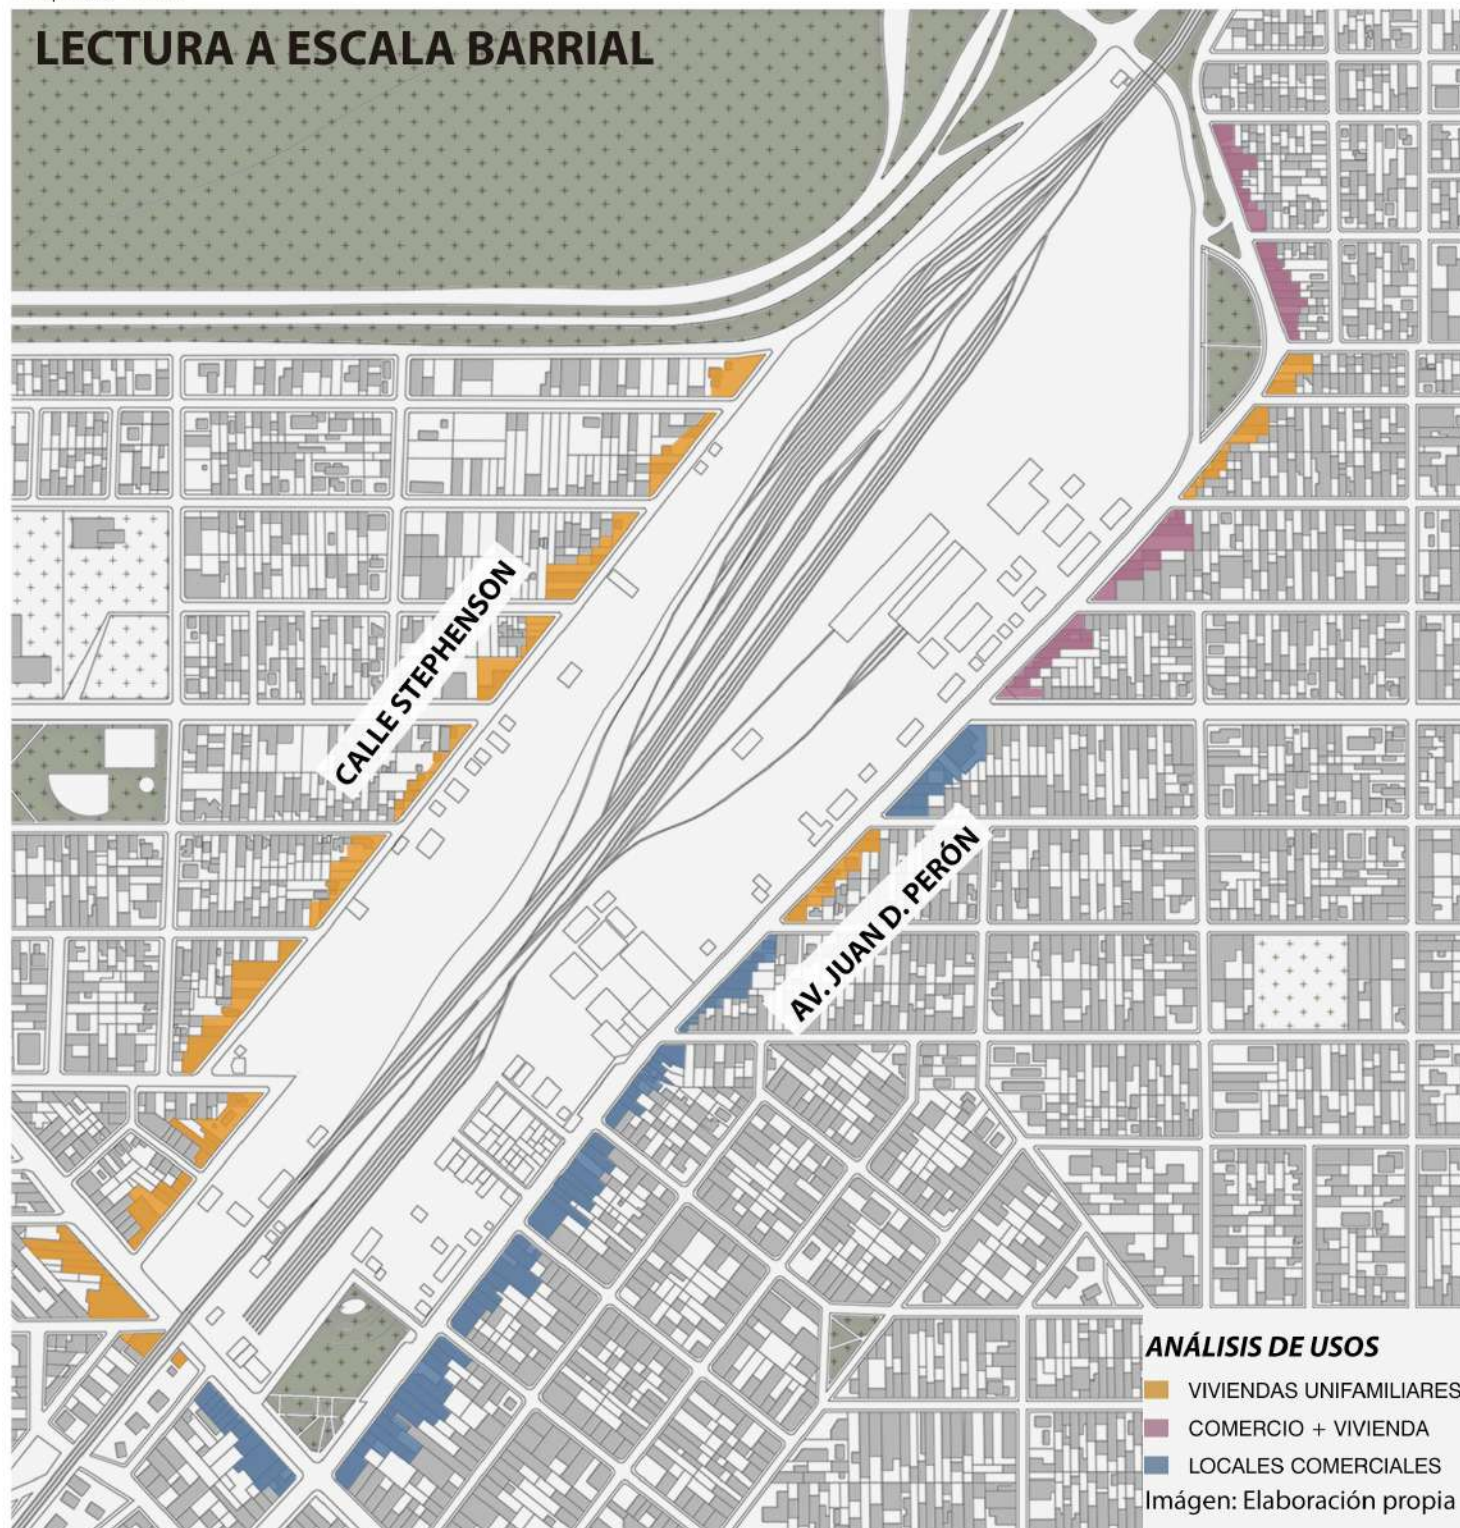 LECTURA A ESCALA BARRIAL
CALLE STEPHENSON
AV. JUAN D. PERÓN
ANÁLISIS DE USOS
VIVIENDAS UNIFAMILIARES
COMERCIO + VIVIENDA
LOCALES COMERCIALES
Imágen: Elaboración propia